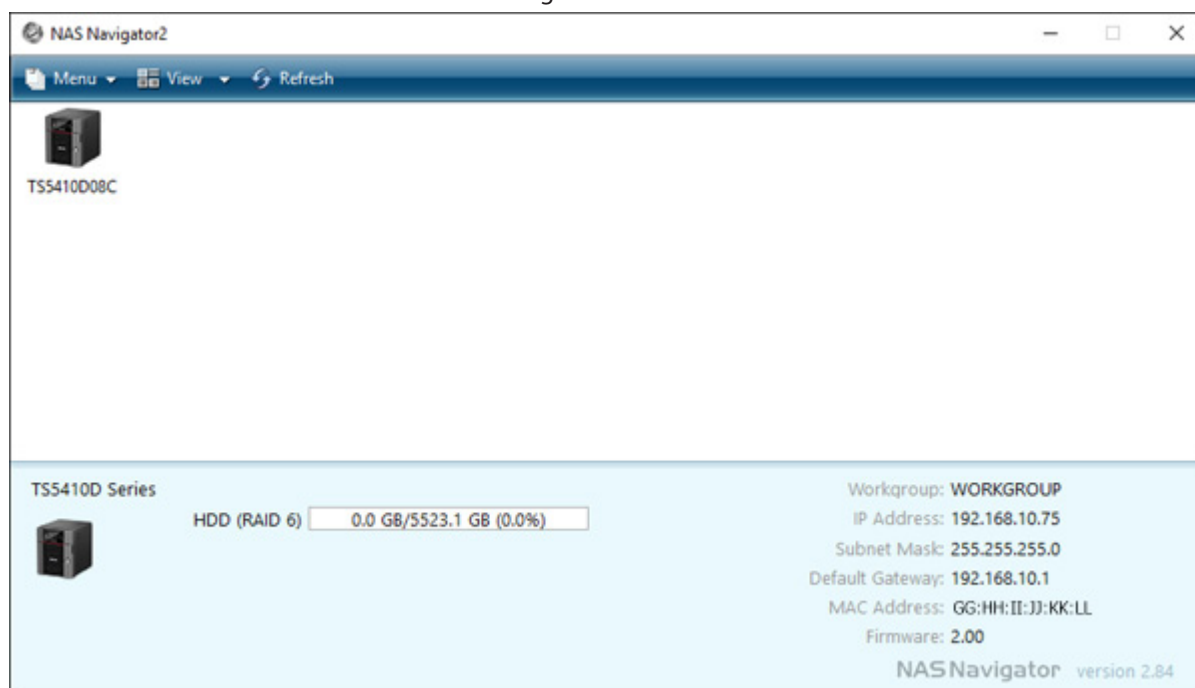 NAS Navigator2
Menu View Refresh
TS5410D08C
TS5410D Series
HDD (RAID 6) 0.0 GB/5523.1 GB (0.0%)
Workgroup: WORKGROUP
IP Address: 192.168.10.75
Subnet Mask: 255.255.255.0
Default Gateway: 192.168.10.1
MAC Address: GG:HH:II:JJ:KK:LL
Firmware: 2.00
NAS Navigator version 2.84